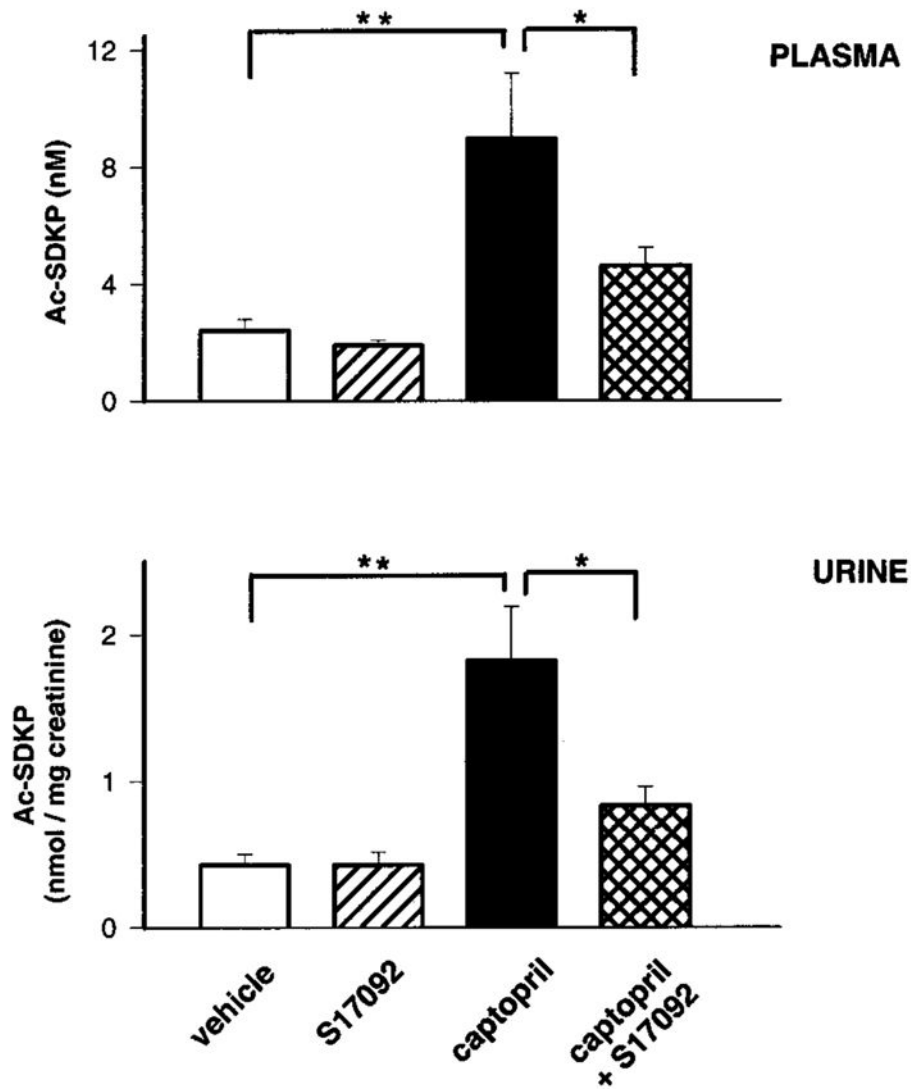 * *
*
PLASMA
12
8
4
0
Ac-SDKP (nM)
* *
*
URINE
2
1
0
Ac-SDKP
(nmol / mg creatinine)
vehicle
S17092
captopril
captopril
+ S17092